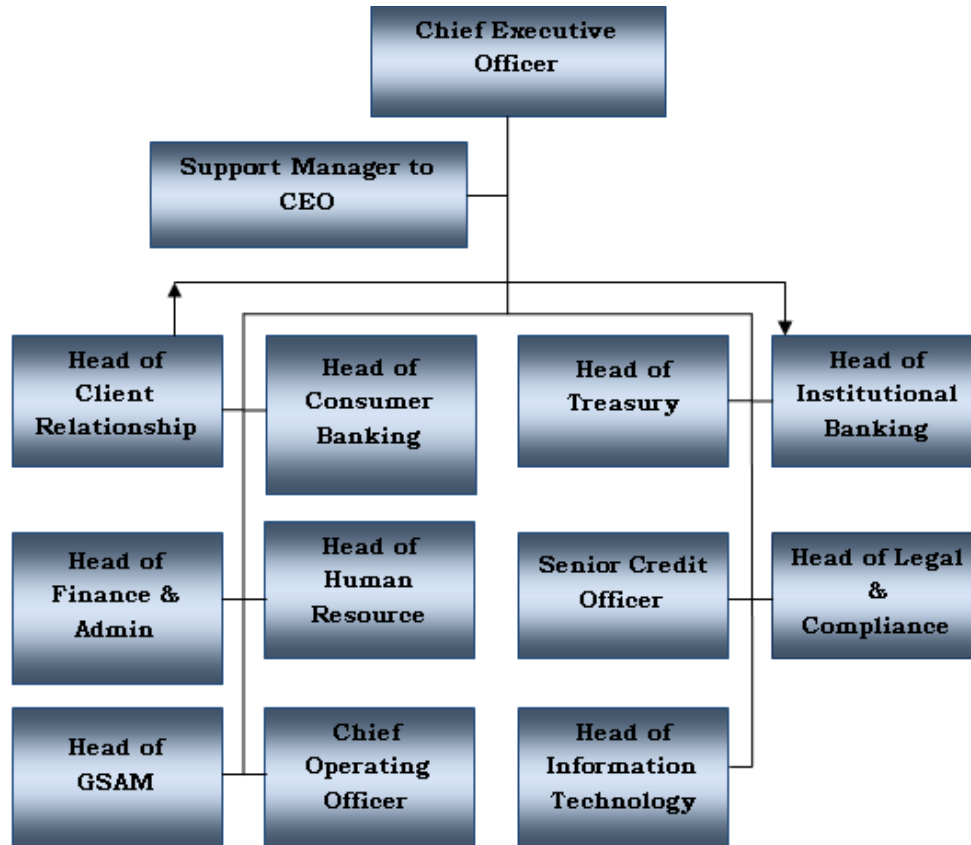 Chief Executive
Officer
Support Manager to
CEO
Head of
Client
Relationship
Head of
Consumer
Banking
Head of
Treasury
Head of
Institutional
Banking
Head of
Finance &
Admin
Head of
Human
Resource
Senior Credit
Officer
Head of Legal
&
Compliance
Head of
GSAM
Chief
Operating
Officer
Head of
Information
Technology